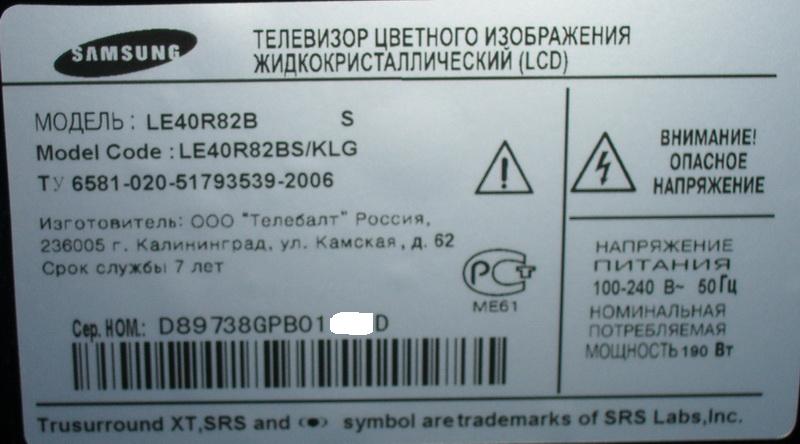 SAMSUNG
ТЕЛЕВИЗОР ЦВЕТНОГО ИЗОБРАЖЕНИЯ
ЖИДКОКРИСТАЛЛИЧЕСКИЙ (LCD)
МОДЕЛЬ : LE40R82B S
Model Code : LE40R82BS/KLG
ТУ 6581-020-51793539-2006
Изготовитель: ООО "Телебалт" Россия,
236005 г. Калининград, ул. Камская , д. 62
Срок службы 7 лет
РСТ
МЕ61
Сер. НОМ.: D89738GPB01 D
ВНИМАНИЕ!
ОПАСНОЕ
НАПРЯЖЕНИЕ
НАПРЯЖЕНИЕ
ПИТАНИЯ
100-240 В~ 50Гц
НОМИНАЛЬНАЯ
ПОТРЕБЛЯЕМАЯ
МОЩНОСТЬ 190 Вт
Trusurround XT,SRS and (●) symbol are trademarks of SRS Labs,Inc.